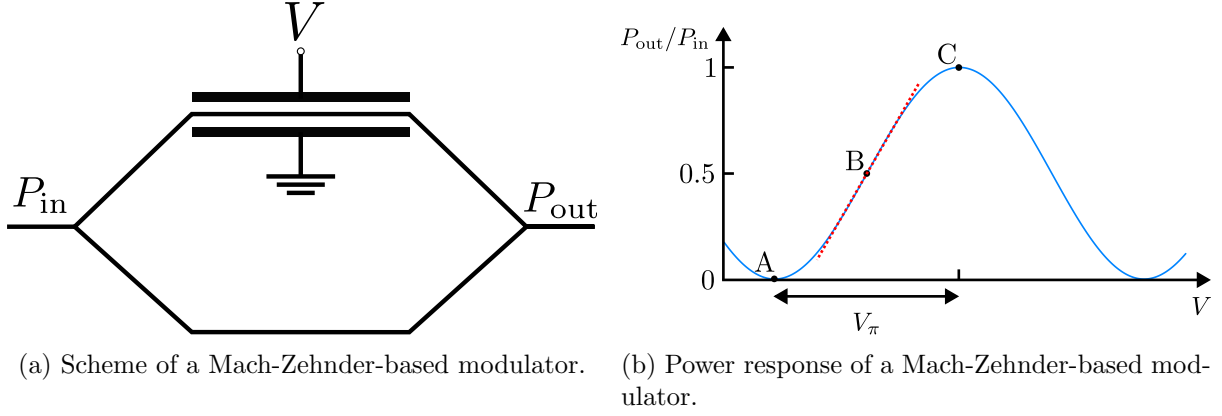 V
P_in
P_out
(a) Scheme of a Mach-Zehnder-based modulator.
P_out/P_in
1
C
B
0.5
A
0
V
V_π
(b) Power response of a Mach-Zehnder-based mod-
ulator.